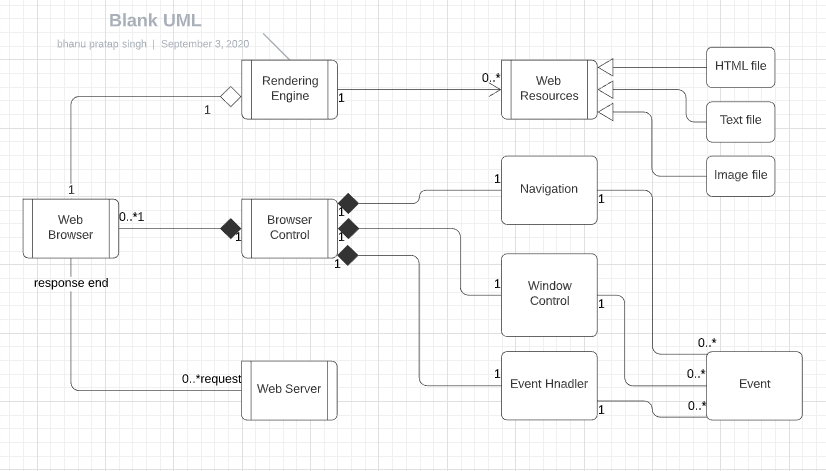 Blank UML
bhanu pratap singh | September 3, 2020
Rendering
Engine
1
1
0..*
Web
Resources
HTML file
Text file
Image file
1
Web
Browser
0..*1
1
Browser
Control
1
1
1
1
Navigation
1
response end
1
Window
Control
1
0..*
0..*request
Web Server
1
Event Hnadler
1
0..*
0..*
Event